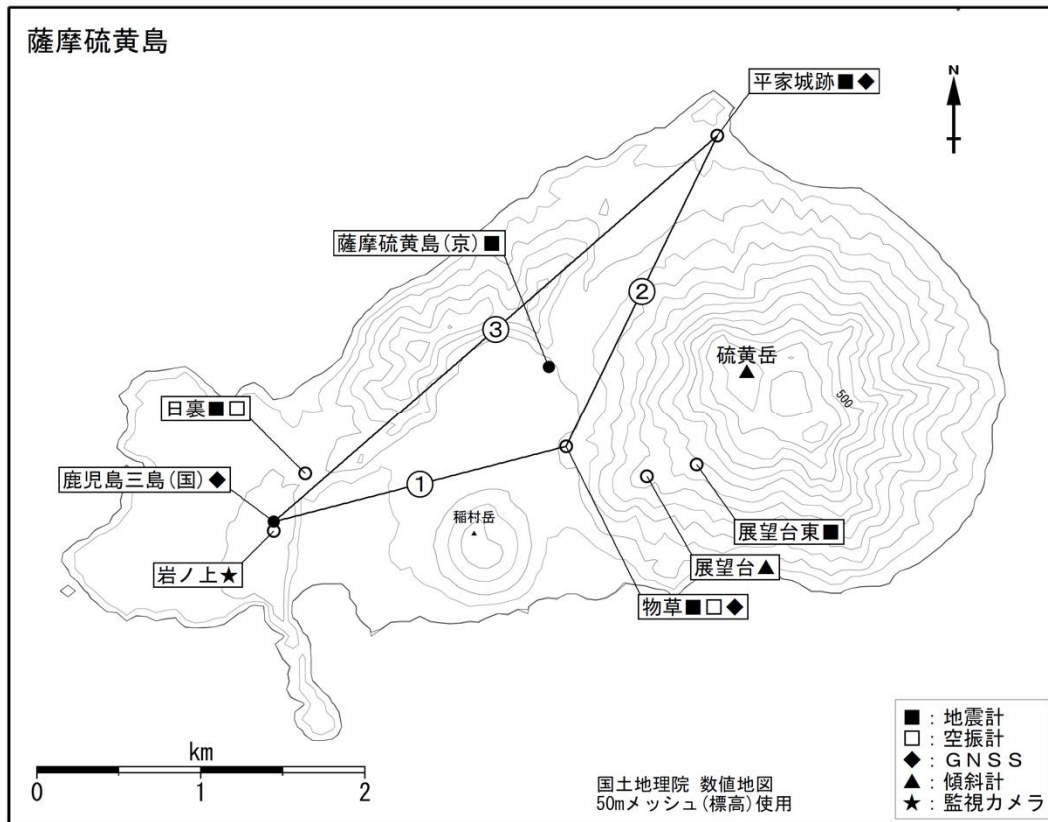 薩摩硫黄島
平家城跡■◆
N
薩摩硫黄島(京)■
②
③
硫黄岳
500
日裏■□
鹿児島三島(国)◆
①
稲村岳
展望台東■
岩ノ上★
展望台▲
物草■□◆
km
0 1 2
国土地理院 数値地図
50mメッシュ(標高)使用
■:地震計
□:空振計
◆:GNSS
▲:傾斜計
★:監視カメラ